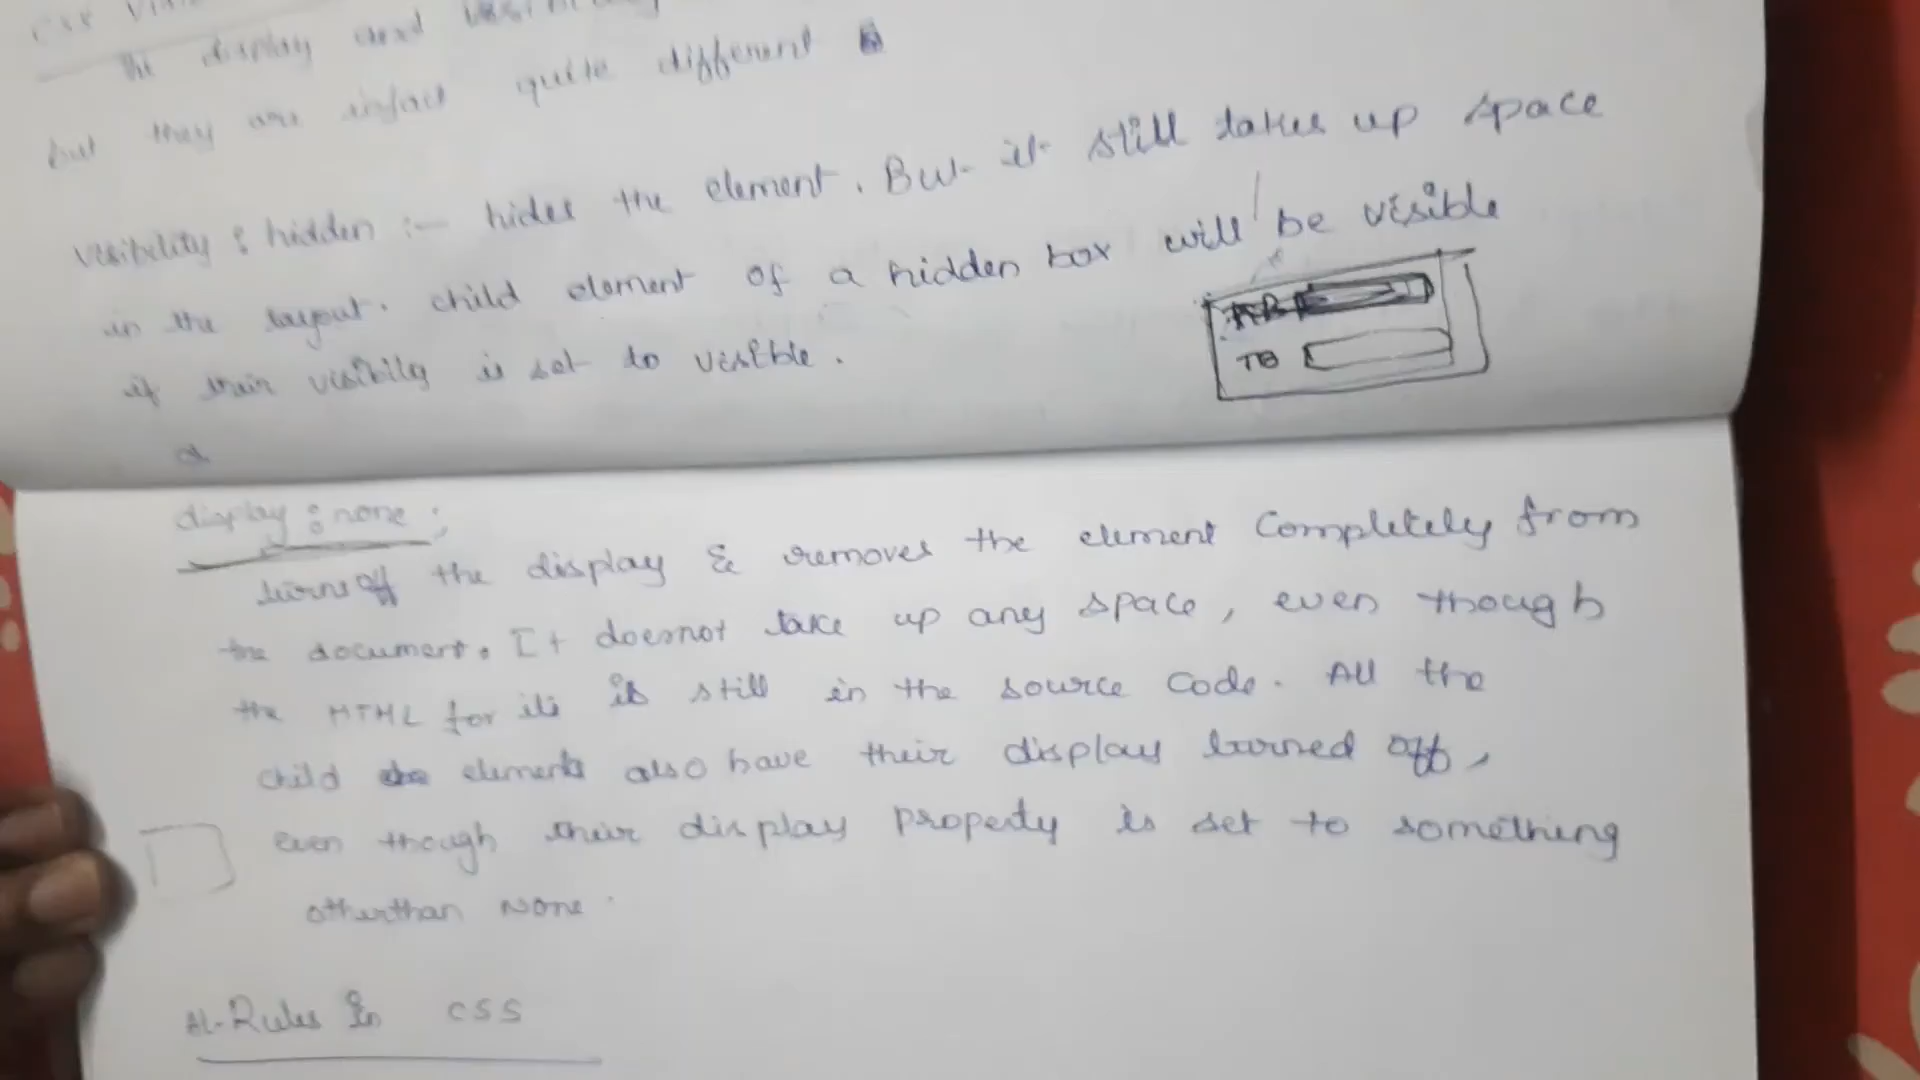 The display and
but they are infact quite different
visibility : hidden :- hides the element. But it still takes up space
in the layout. child element of a hidden box will be visible
if their visibility is set to visible.
TB
display : none ;
turns off the display & removes the element Completely from
the document. It doesnot take up any space, even though
the HTML for it is still in the source code. All the
child elements also have their display turned off,
even though their display property is set to something
otherthan None.
At-Rules in CSS